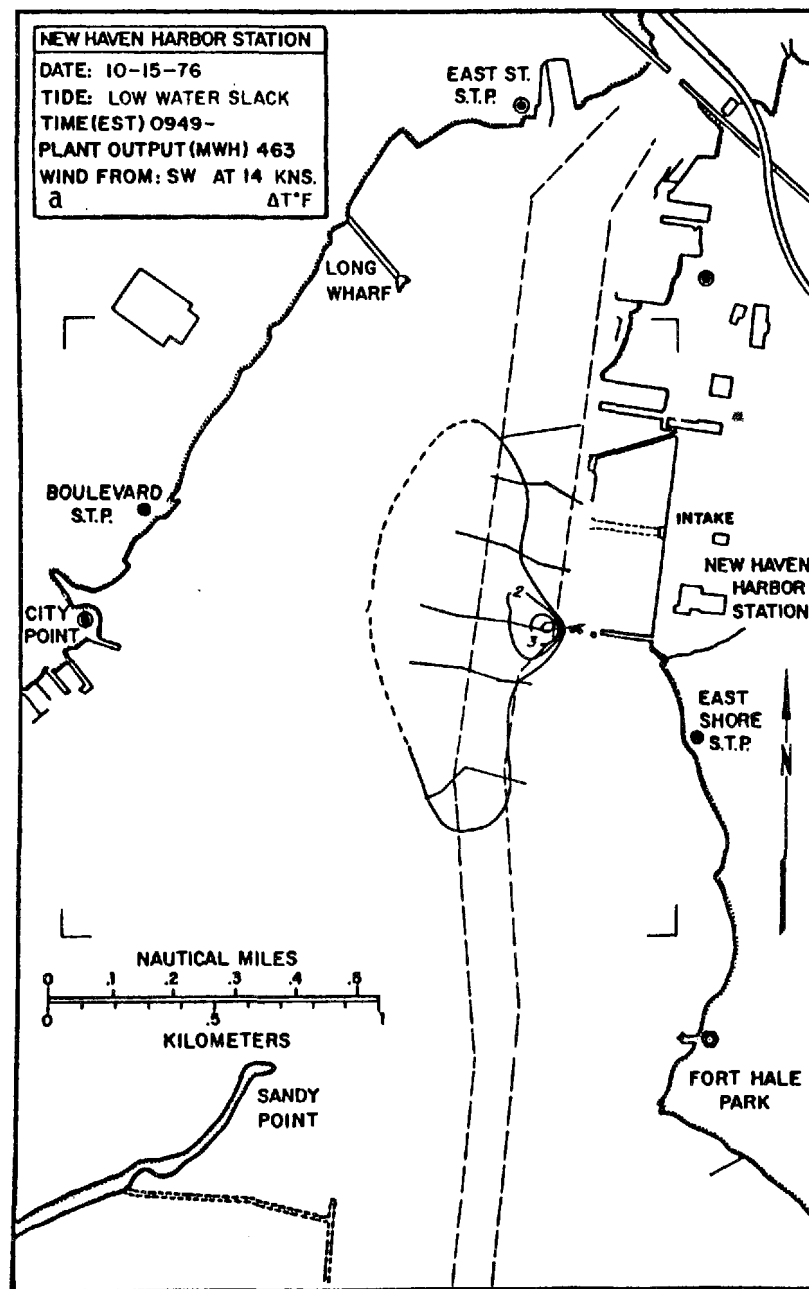 NEW HAVEN HARBOR STATION
DATE: 10-15-76
TIDE: LOW WATER SLACK
TIME(EST) 0949-
PLANT OUTPUT(MWH) 463
WIND FROM: SW AT 14 KNS.
a ΔT°F
EAST ST.
S.T.P.
LONG
WHARF
BOULEVARD
S.T.P.
INTAKE
NEW HAVEN
HARBOR
STATION
CITY
POINT
2
3
EAST
SHORE
S.T.P.
N
NAUTICAL MILES
0 .1 .2 .3 .4 .5
0 .5 1
KILOMETERS
SANDY
POINT
FORT HALE
PARK